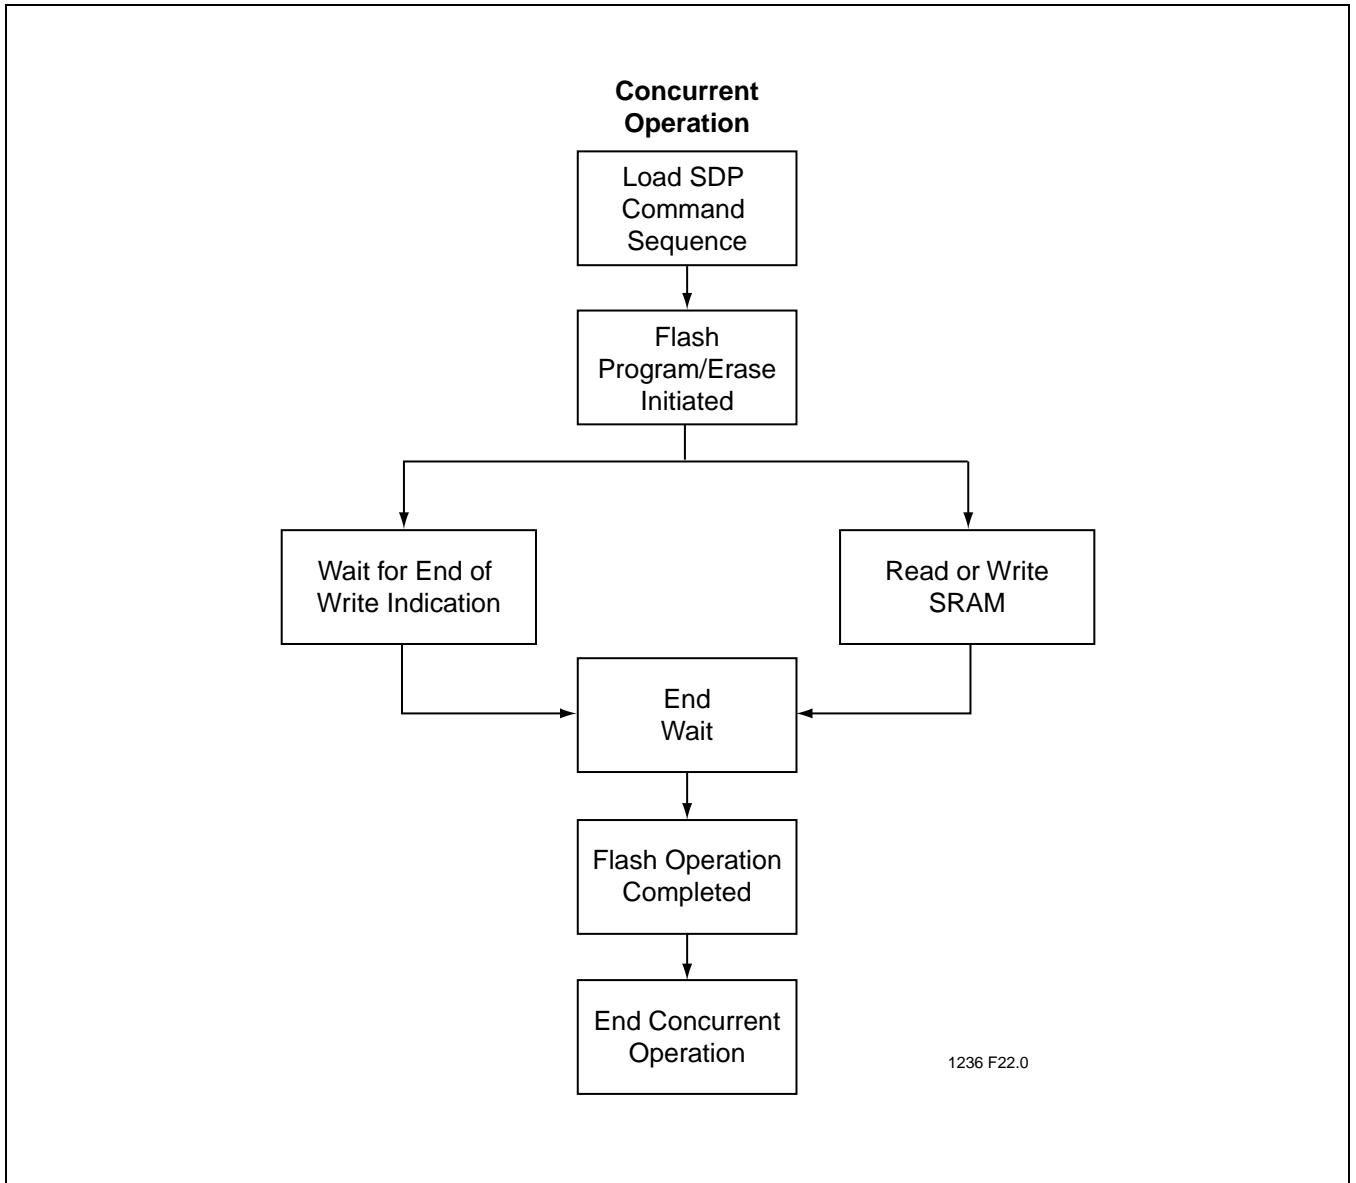 Concurrent
Operation
Load SDP
Command
Sequence
Flash
Program/Erase
Initiated
Wait for End of
Write Indication
Read or Write
SRAM
End
Wait
Flash Operation
Completed
End Concurrent
Operation
1236 F22.0